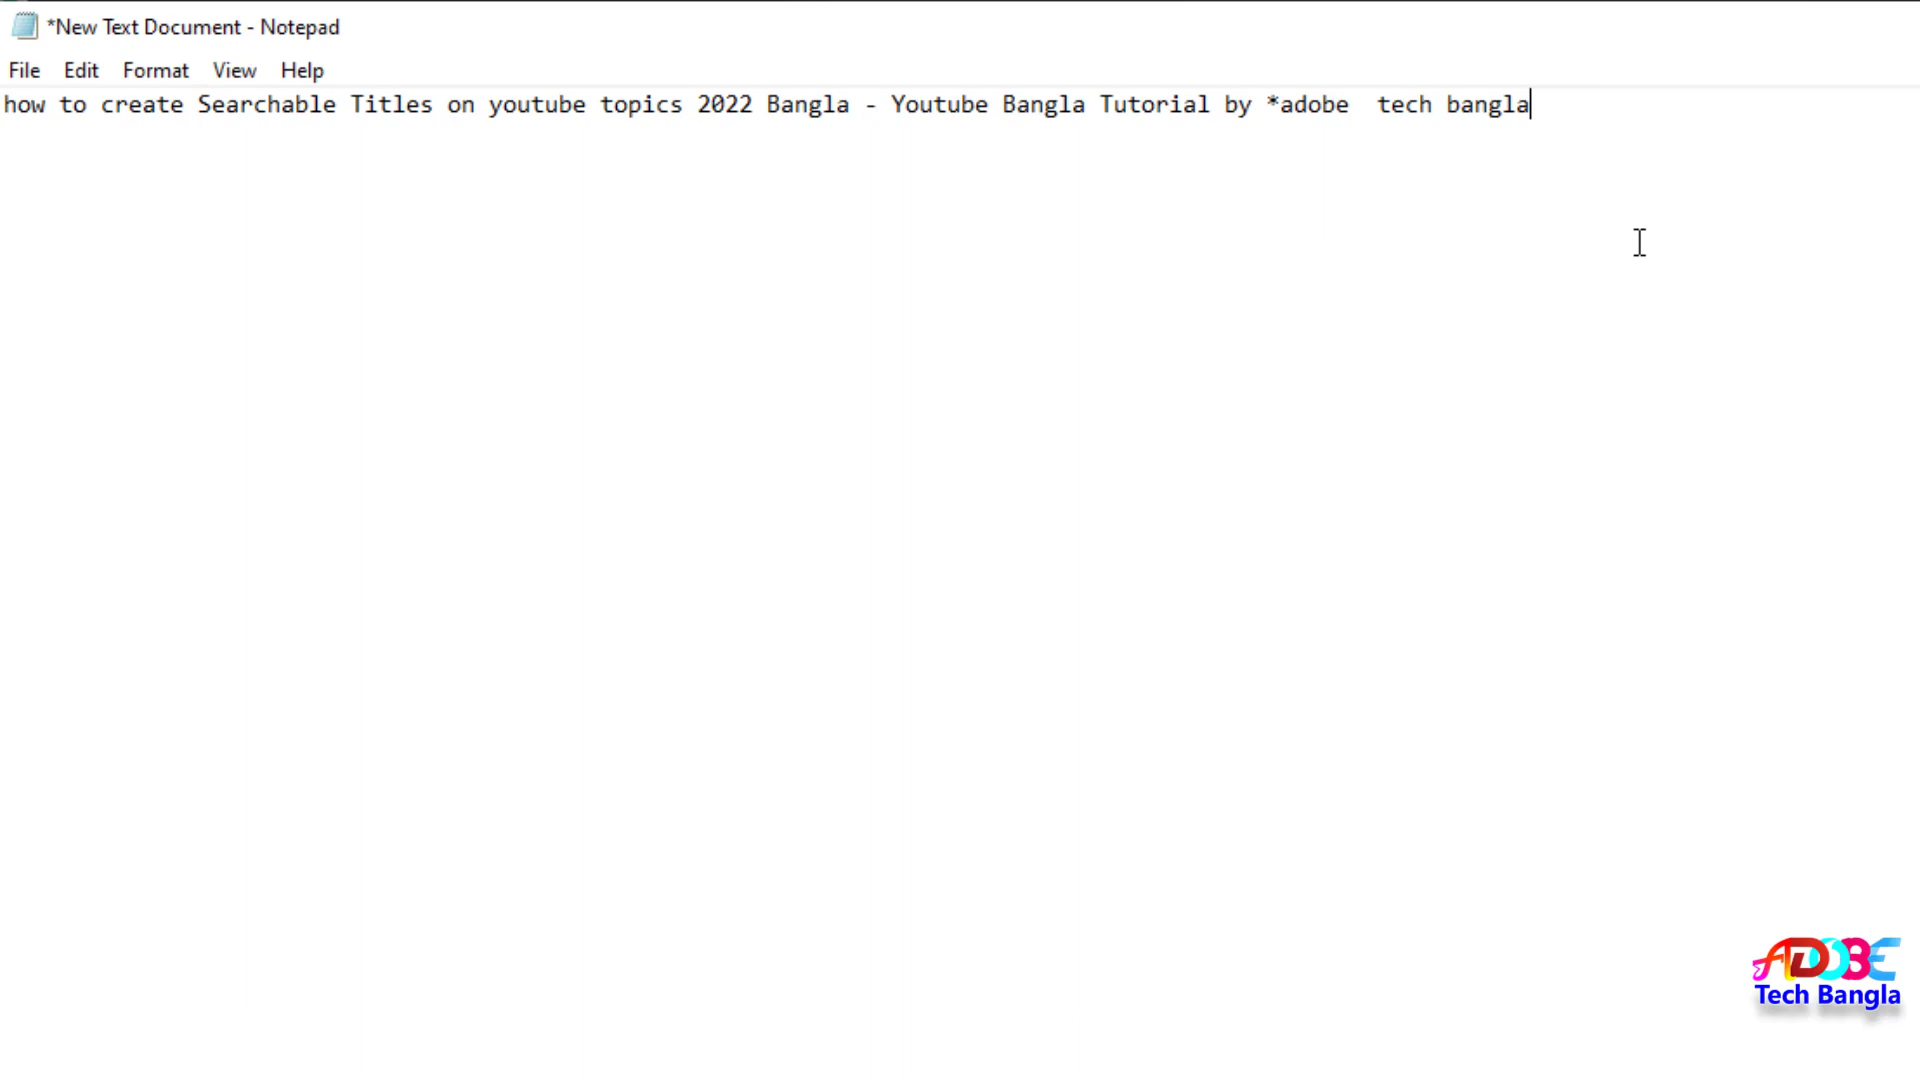 *New Text Document - Notepad
File Edit Format View Help
how to create Searchable Titles on youtube topics 2022 Bangla - Youtube Bangla Tutorial by *adobe  tech bangla
ADOBE
Tech Bangla